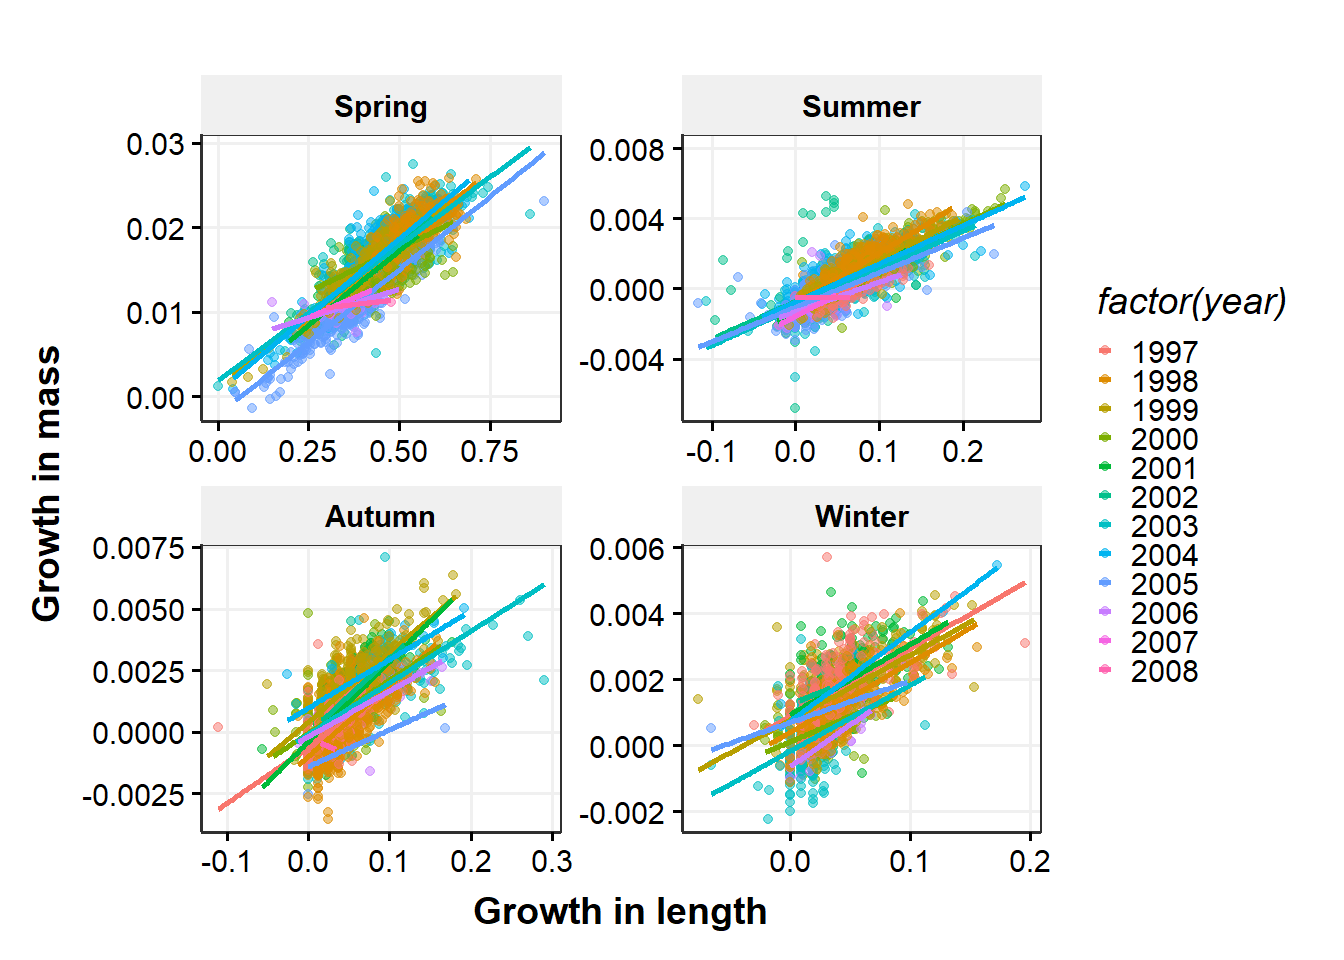 Spring
Summer
0.03
0.02
0.01
0.00
0.008
0.004
0.000
-0.004
0.00 0.25 0.50 0.75
-0.1 0.0 0.1 0.2
Autumn
Winter
0.0075
0.0050
0.0025
0.0000
-0.0025
0.006
0.004
0.002
0.000
-0.002
-0.1 0.0 0.1 0.2 0.3
0.0 0.1 0.2
Growth in mass
Growth in length
factor(year)
1997
1998
1999
2000
2001
2002
2003
2004
2005
2006
2007
2008